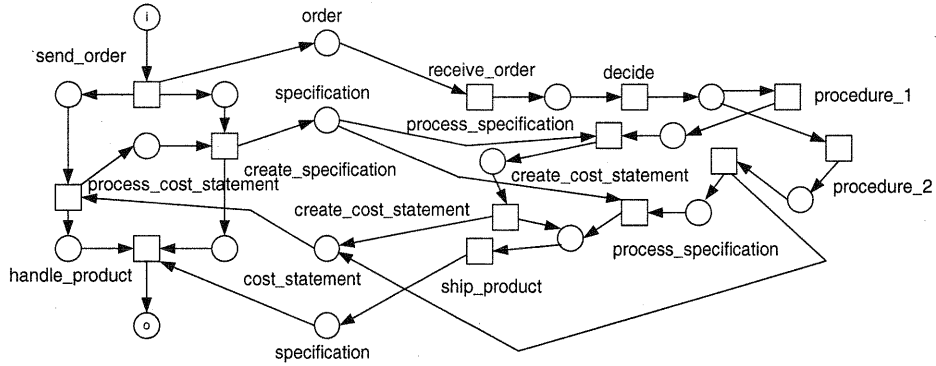 i
order
send_order
receive_order
decide
specification
procedure_1
process_specification
create_specification
create_cost_statement
process_cost_statement
procedure_2
create_cost_statement
process_specification
handle_product
cost_statement
ship_product
o
specification